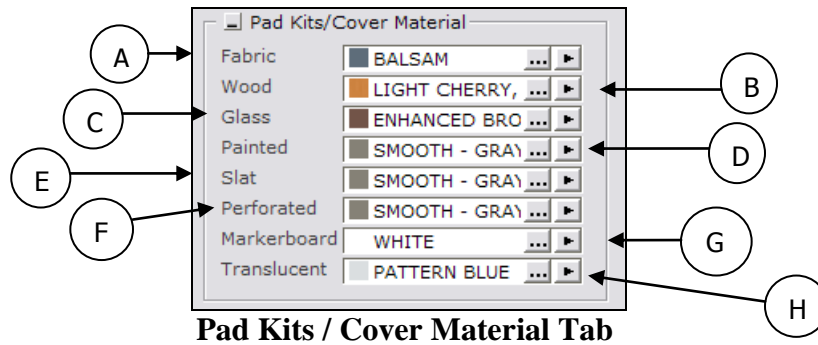 Pad Kits/Cover Material
A
Fabric BALSAM ...
Wood LIGHT CHERRY, ...
B
C
Glass ENHANCED BRO ...
Painted SMOOTH - GRAY ...
D
E
Slat SMOOTH - GRAY ...
Perforated SMOOTH - GRAY ...
F
Markerboard WHITE ...
G
Translucent PATTERN BLUE ...
H
Pad Kits / Cover Material Tab